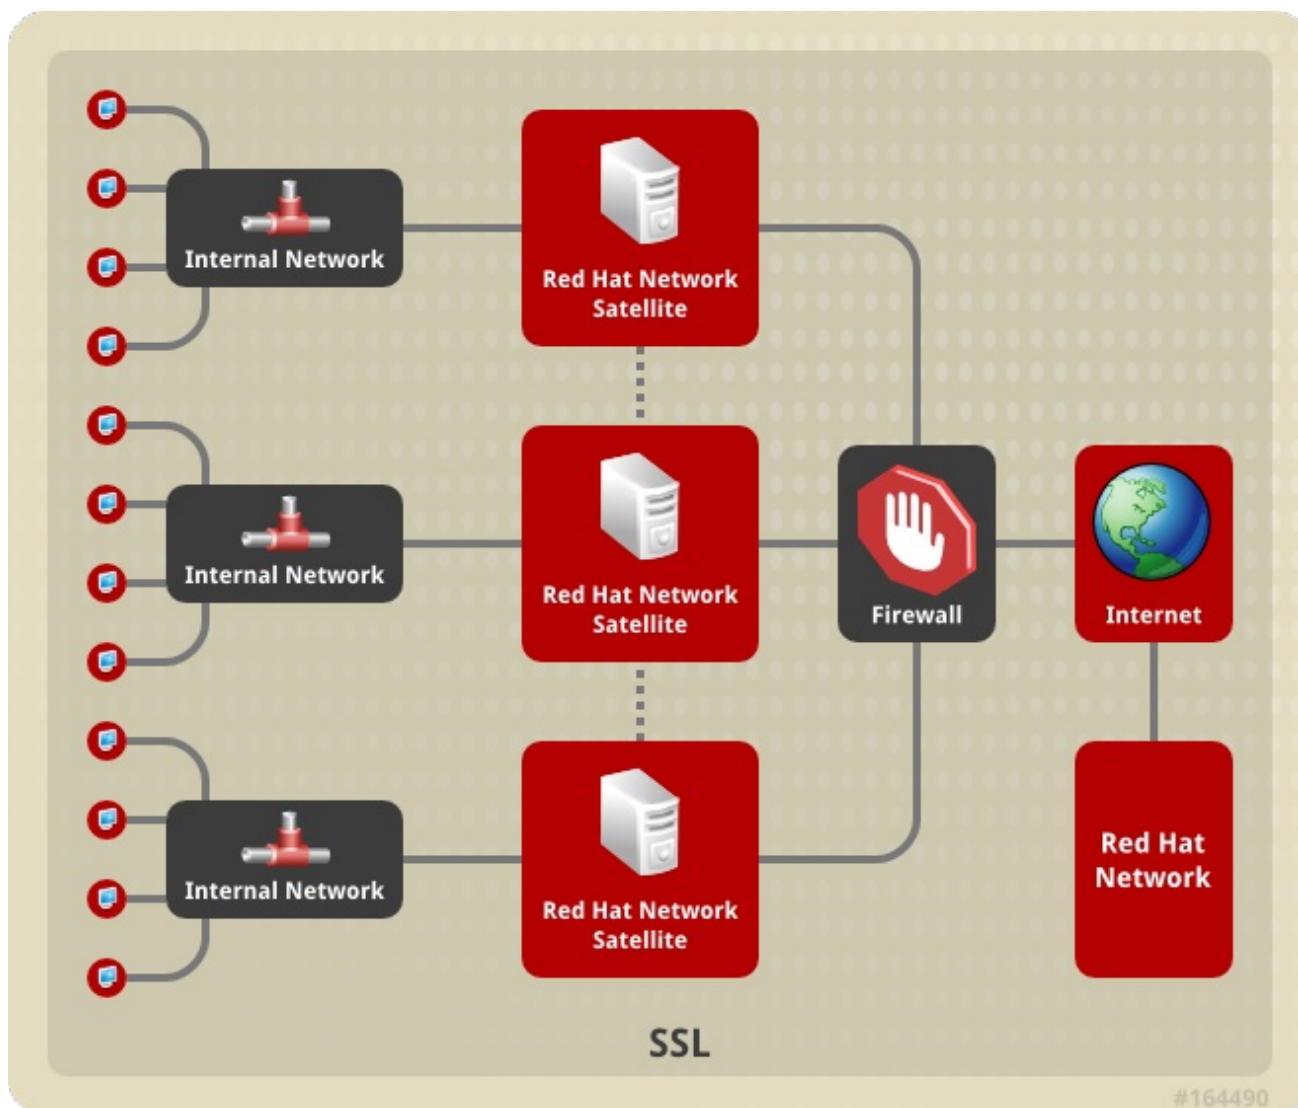 Internal Network
Red Hat Network
Satellite
Internal Network
Red Hat Network
Satellite
Firewall
Internet
Internal Network
Red Hat Network
Satellite
Red Hat
Network
SSL
#164490